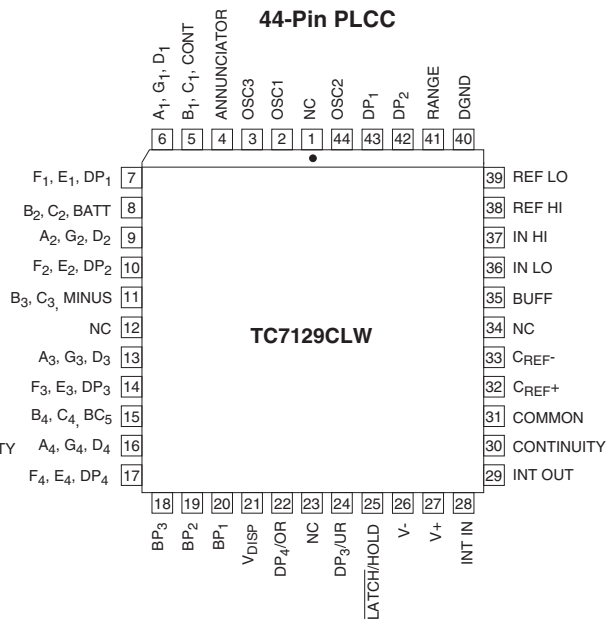 44-Pin PLCC
A1, G1, D1
B1, C1, CONT
ANNUNCIATOR
OSC3
OSC1
NC
OSC2
DP1
DP2
RANGE
DGND
6 5 4 3 2 1 44 43 42 41 40
F1, E1, DP1 7
B2, C2, BATT 8
A2, G2, D2 9
F2, E2, DP2 10
B3, C3, MINUS 11
NC 12
A3, G3, D3 13
F3, E3, DP3 14
B4, C4, BC5 15
TY A4, G4, D4 16
F4, E4, DP4 17
TC7129CLW
39 REF LO
38 REF HI
37 IN HI
36 IN LO
35 BUFF
34 NC
33 CREF-
32 CREF+
31 COMMON
30 CONTINUITY
29 INT OUT
18 19 20 21 22 23 24 25 26 27 28
BP3
BP2
BP1
VDISP
DP4/OR
NC
DP3/UR
LATCH/HOLD
V-
V+
INT IN